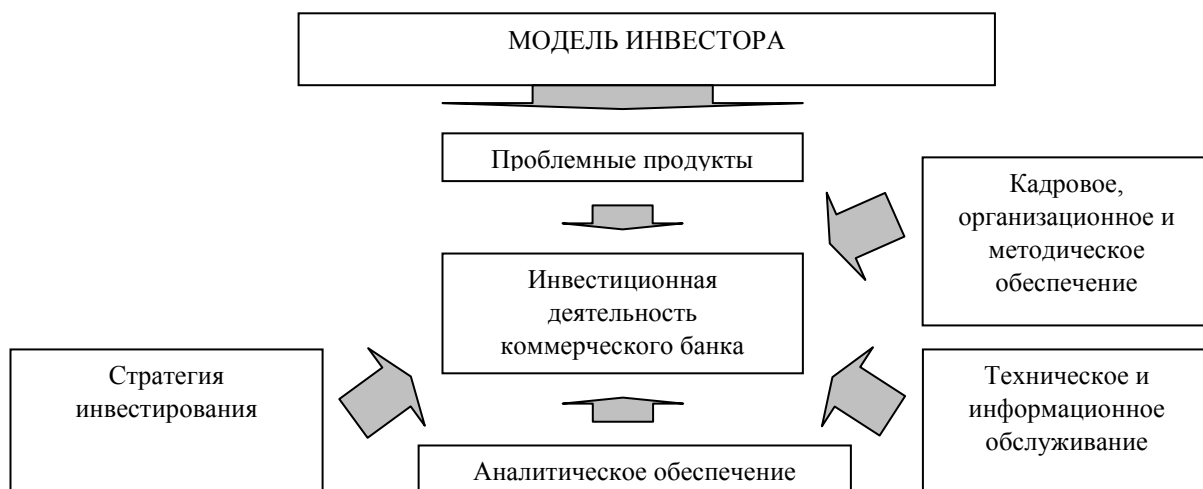 МОДЕЛЬ ИНВЕСТОРА
Проблемные продукты
Кадровое,
организационное и
методическое
обеспечение
Инвестиционная
деятельность
коммерческого банка
Стратегия
инвестирования
Техническое и
информационное
обслуживание
Аналитическое обеспечение